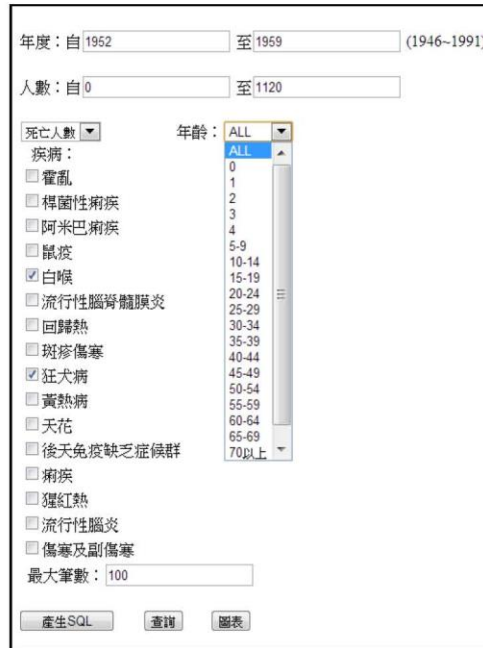 年度：自 1952 至 1959 (1946~1991)
人數：自 0 至 1120
死亡人數 年齡： ALL
ALL
0
1
2
3
4
5-9
10-14
15-19
20-24
25-29
30-34
35-39
40-44
45-49
50-54
55-59
60-64
65-69
70以上
疾病：
霍亂
桿菌性痢疾
阿米巴痢疾
鼠疫
白喉
流行性腦脊髓膜炎
回歸熱
斑疹傷寒
狂犬病
黃熱病
天花
後天免疫缺乏症候群
痢疾
猩紅熱
流行性腦炎
傷寒及副傷寒
最大筆數： 100
產生SQL 查詢 圖表